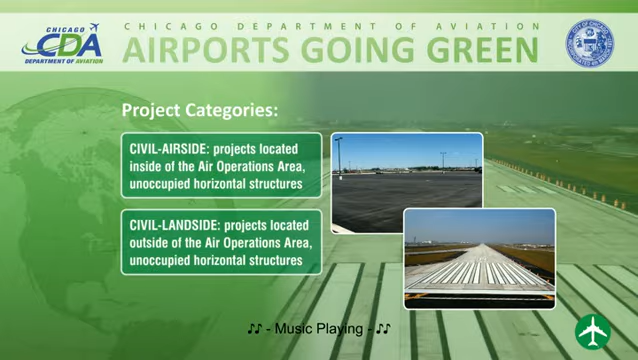 CHICAGO
CDA
DEPARTMENT OF AVIATION
CHICAGO DEPARTMENT OF AVIATION
AIRPORTS GOING GREEN
Project Categories:
CIVIL-AIRSIDE: projects located
inside of the Air Operations Area,
unoccupied horizontal structures
CIVIL-LANDSIDE: projects located
outside of the Air Operations Area,
unoccupied horizontal structures
♪♪ - Music Playing - ♪♪